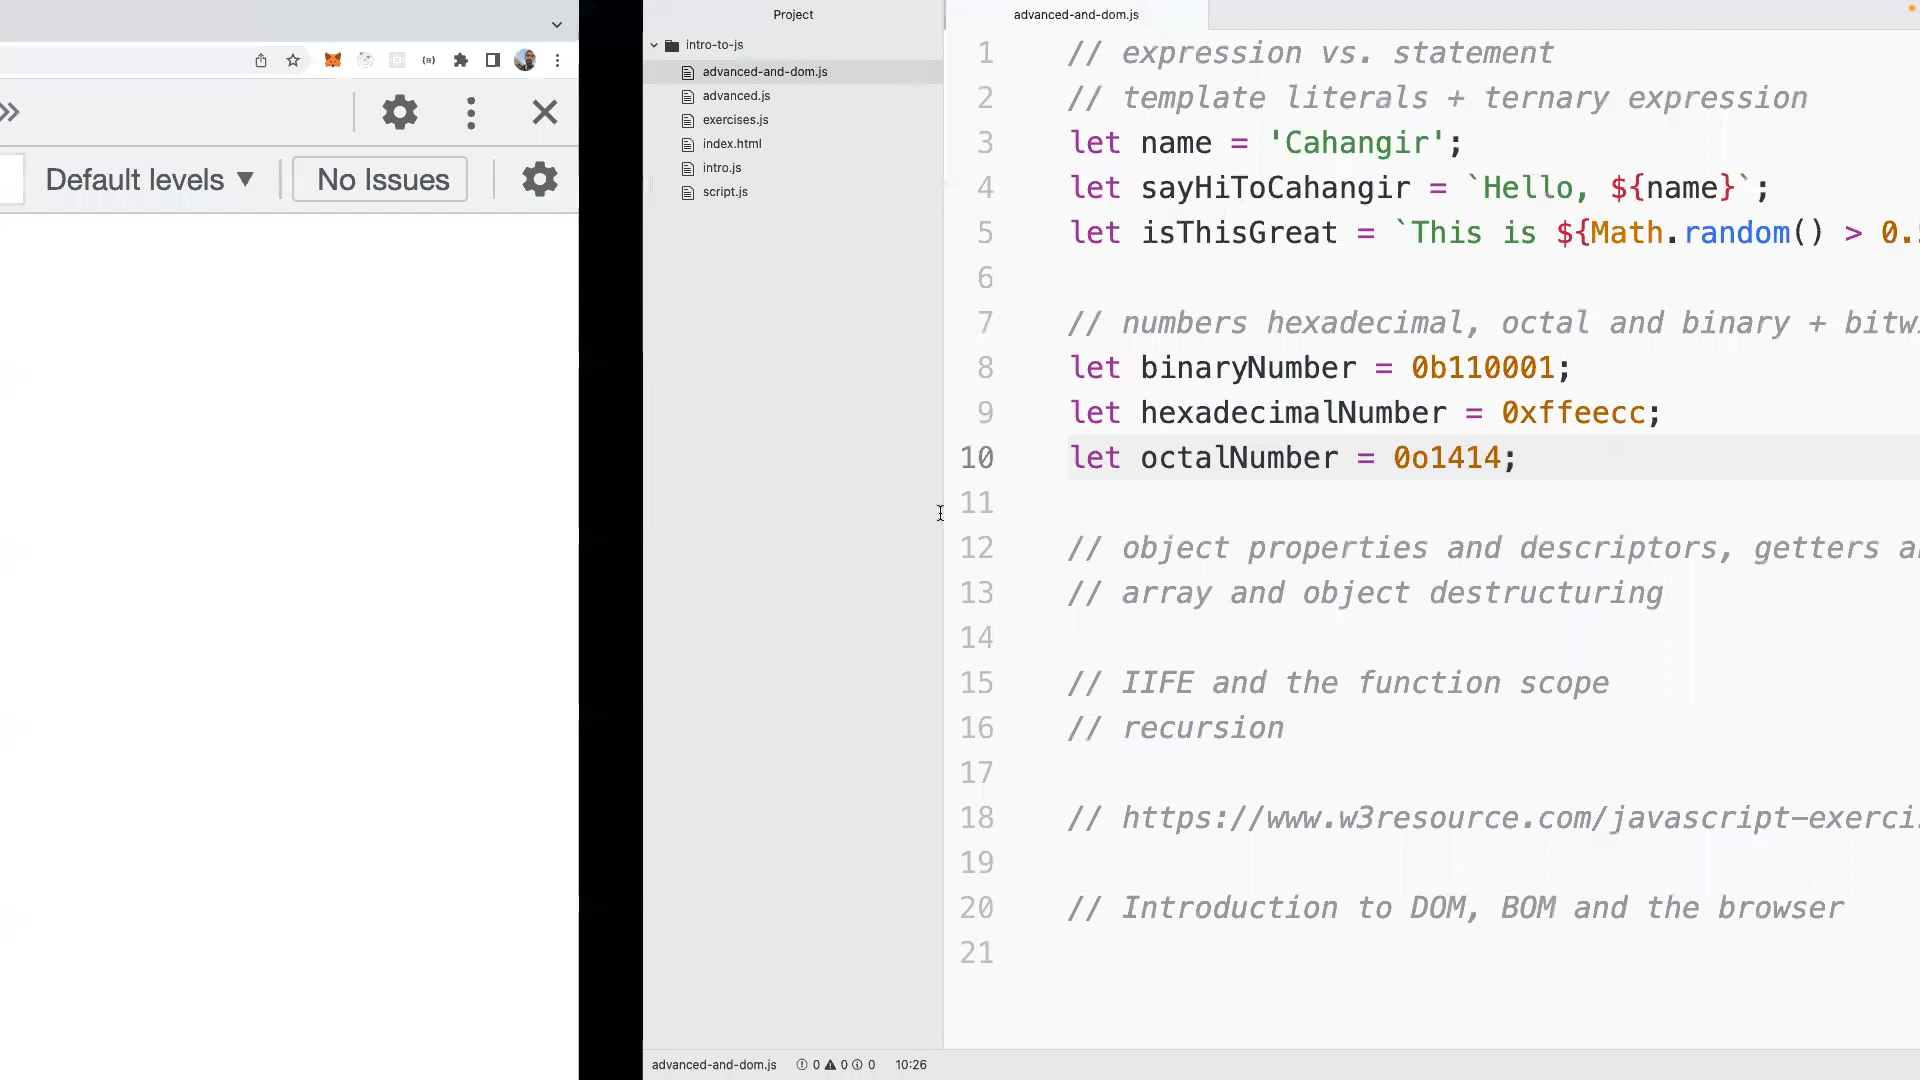 Default levels ▼
No Issues
Project
intro-to-js
advanced-and-dom.js
advanced.js
exercises.js
index.html
intro.js
script.js
advanced-and-dom.js
1 // expression vs. statement
2 // template literals + ternary expression
3 let name = 'Cahangir';
4 let sayHiToCahangir = `Hello, ${name}`;
5 let isThisGreat = `This is ${Math.random() > 0.
6
7 // numbers hexadecimal, octal and binary + bitw
8 let binaryNumber = 0b110001;
9 let hexadecimalNumber = 0xffeecc;
10 let octalNumber = 0o1414;
11
12 // object properties and descriptors, getters a
13 // array and object destructuring
14
15 // IIFE and the function scope
16 // recursion
17
18 // https://www.w3resource.com/javascript-exerci
19
20 // Introduction to DOM, BOM and the browser
21
advanced-and-dom.js 0 0 0 10:26